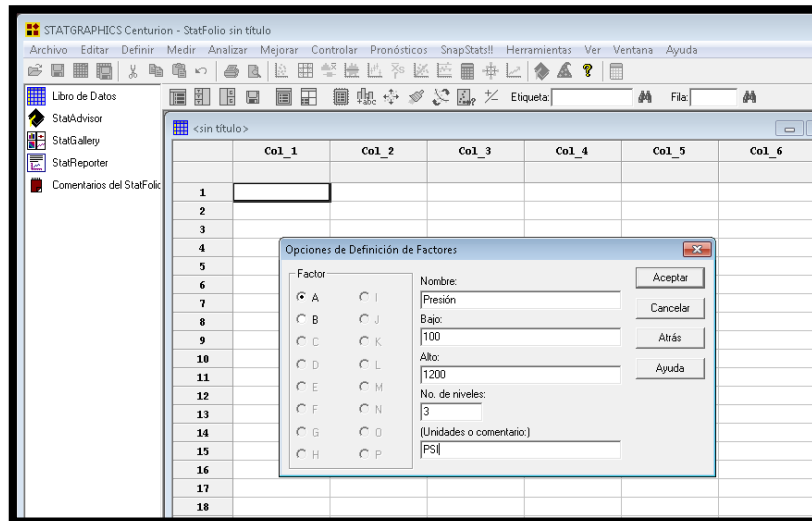 STATGRAPHICS Centurion - StatFolio sin título
Archivo Editar Definir Medir Analizar Mejorar Controlar Pronósticos SnapStats!! Herramientas Ver Ventana Ayuda
Etiqueta: Fila:
Libro de Datos
StatAdvisor
StatGallery
StatReporter
Comentarios del StatFolic
<sin título>
Col_1 Col_2 Col_3 Col_4 Col_5 Col_6
1
2
3
4
5
6
7
8
9
10
11
12
13
14
15
16
17
18
Opciones de Definición de Factores
Factor
A I
B J
C K
D L
E M
F N
G O
H P
Nombre:
Presión
Bajo:
100
Alto:
1200
No. de niveles:
3
(Unidades o comentario:)
PSI
Aceptar
Cancelar
Atrás
Ayuda